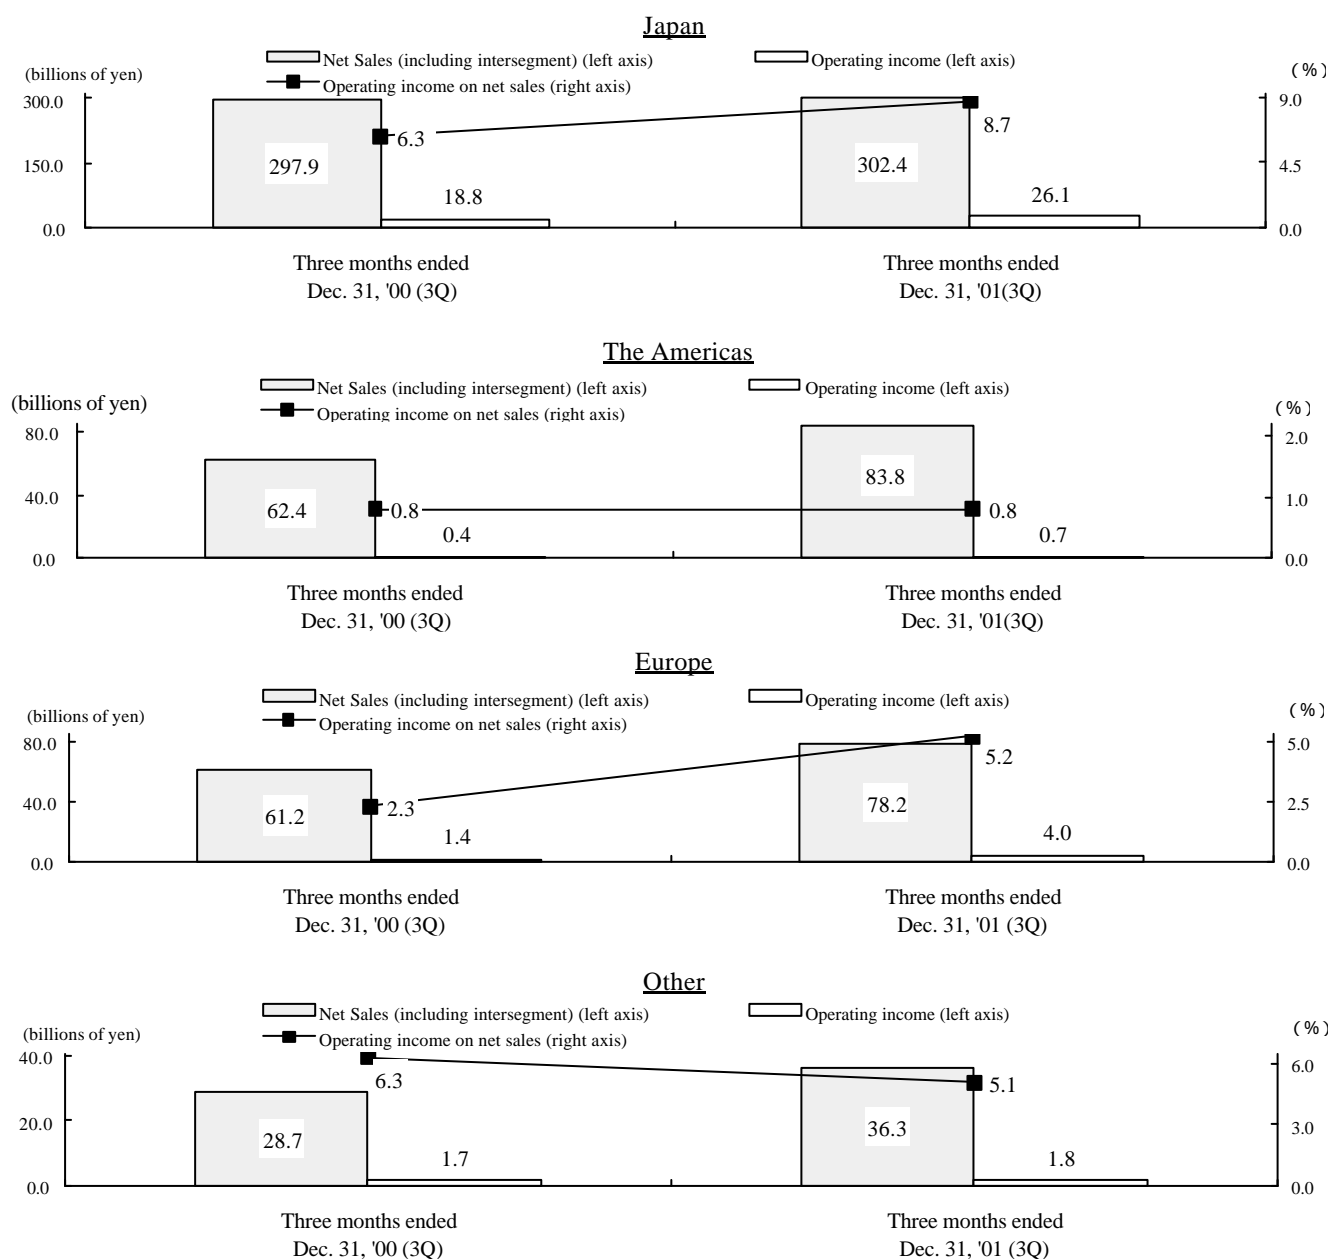 Japan
Net Sales (including intersegment) (left axis) Operating income (left axis)
(billions of yen) (%)
Operating income on net sales (right axis)
300.0 9.0
6.3 8.7
150.0 297.9 302.4 4.5
18.8 26.1
0.0 0.0
Three months ended Three months ended
Dec. 31, '00 (3Q) Dec. 31, '01(3Q)
The Americas
Net Sales (including intersegment) (left axis) Operating income (left axis)
(billions of yen) (%)
Operating income on net sales (right axis)
80.0 2.0
83.8
40.0 62.4 0.8 0.8 1.0
0.4 0.7
0.0 0.0
Three months ended Three months ended
Dec. 31, '00 (3Q) Dec. 31, '01(3Q)
Europe
Net Sales (including intersegment) (left axis) Operating income (left axis)
(billions of yen) (%)
Operating income on net sales (right axis)
80.0 5.0
5.2
40.0 61.2 2.3 78.2 2.5
1.4 4.0
0.0 0.0
Three months ended Three months ended
Dec. 31, '00 (3Q) Dec. 31, '01 (3Q)
Other
Net Sales (including intersegment) (left axis) Operating income (left axis)
(billions of yen) (%)
Operating income on net sales (right axis)
40.0 6.0
6.3 5.1
20.0 28.7 36.3 3.0
1.7 1.8
0.0 0.0
Three months ended Three months ended
Dec. 31, '00 (3Q) Dec. 31, '01 (3Q)